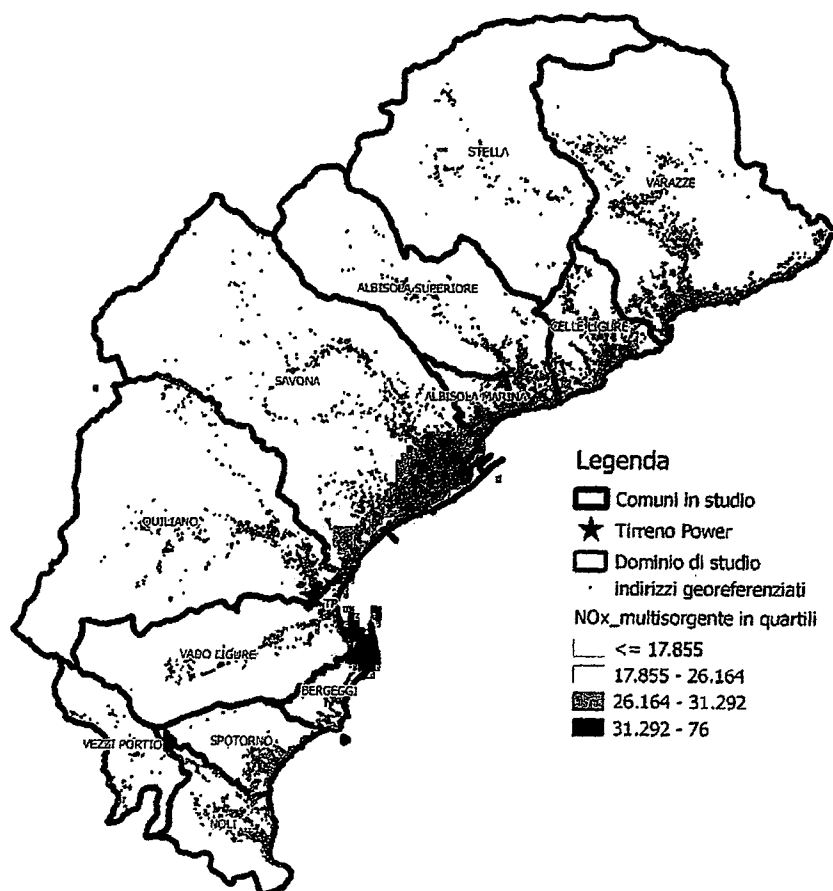 STELLA
VARAZZE
ALBISOLA SUPERIORE
CELLE LIGURE
SAVONA
ALBISOLA MARINA
Legenda
Comuni in studio
QUILIANO
Tirreno Power
Dominio di studio
indirizzi georeferenziati
TP
NOx_multisorgente in quartili
<= 17.855
VADO LIGURE
17.855 - 26.164
BERGEGGI
26.164 - 31.292
31.292 - 76
VEZZI PORTIO
SPOTORNO
NOLI